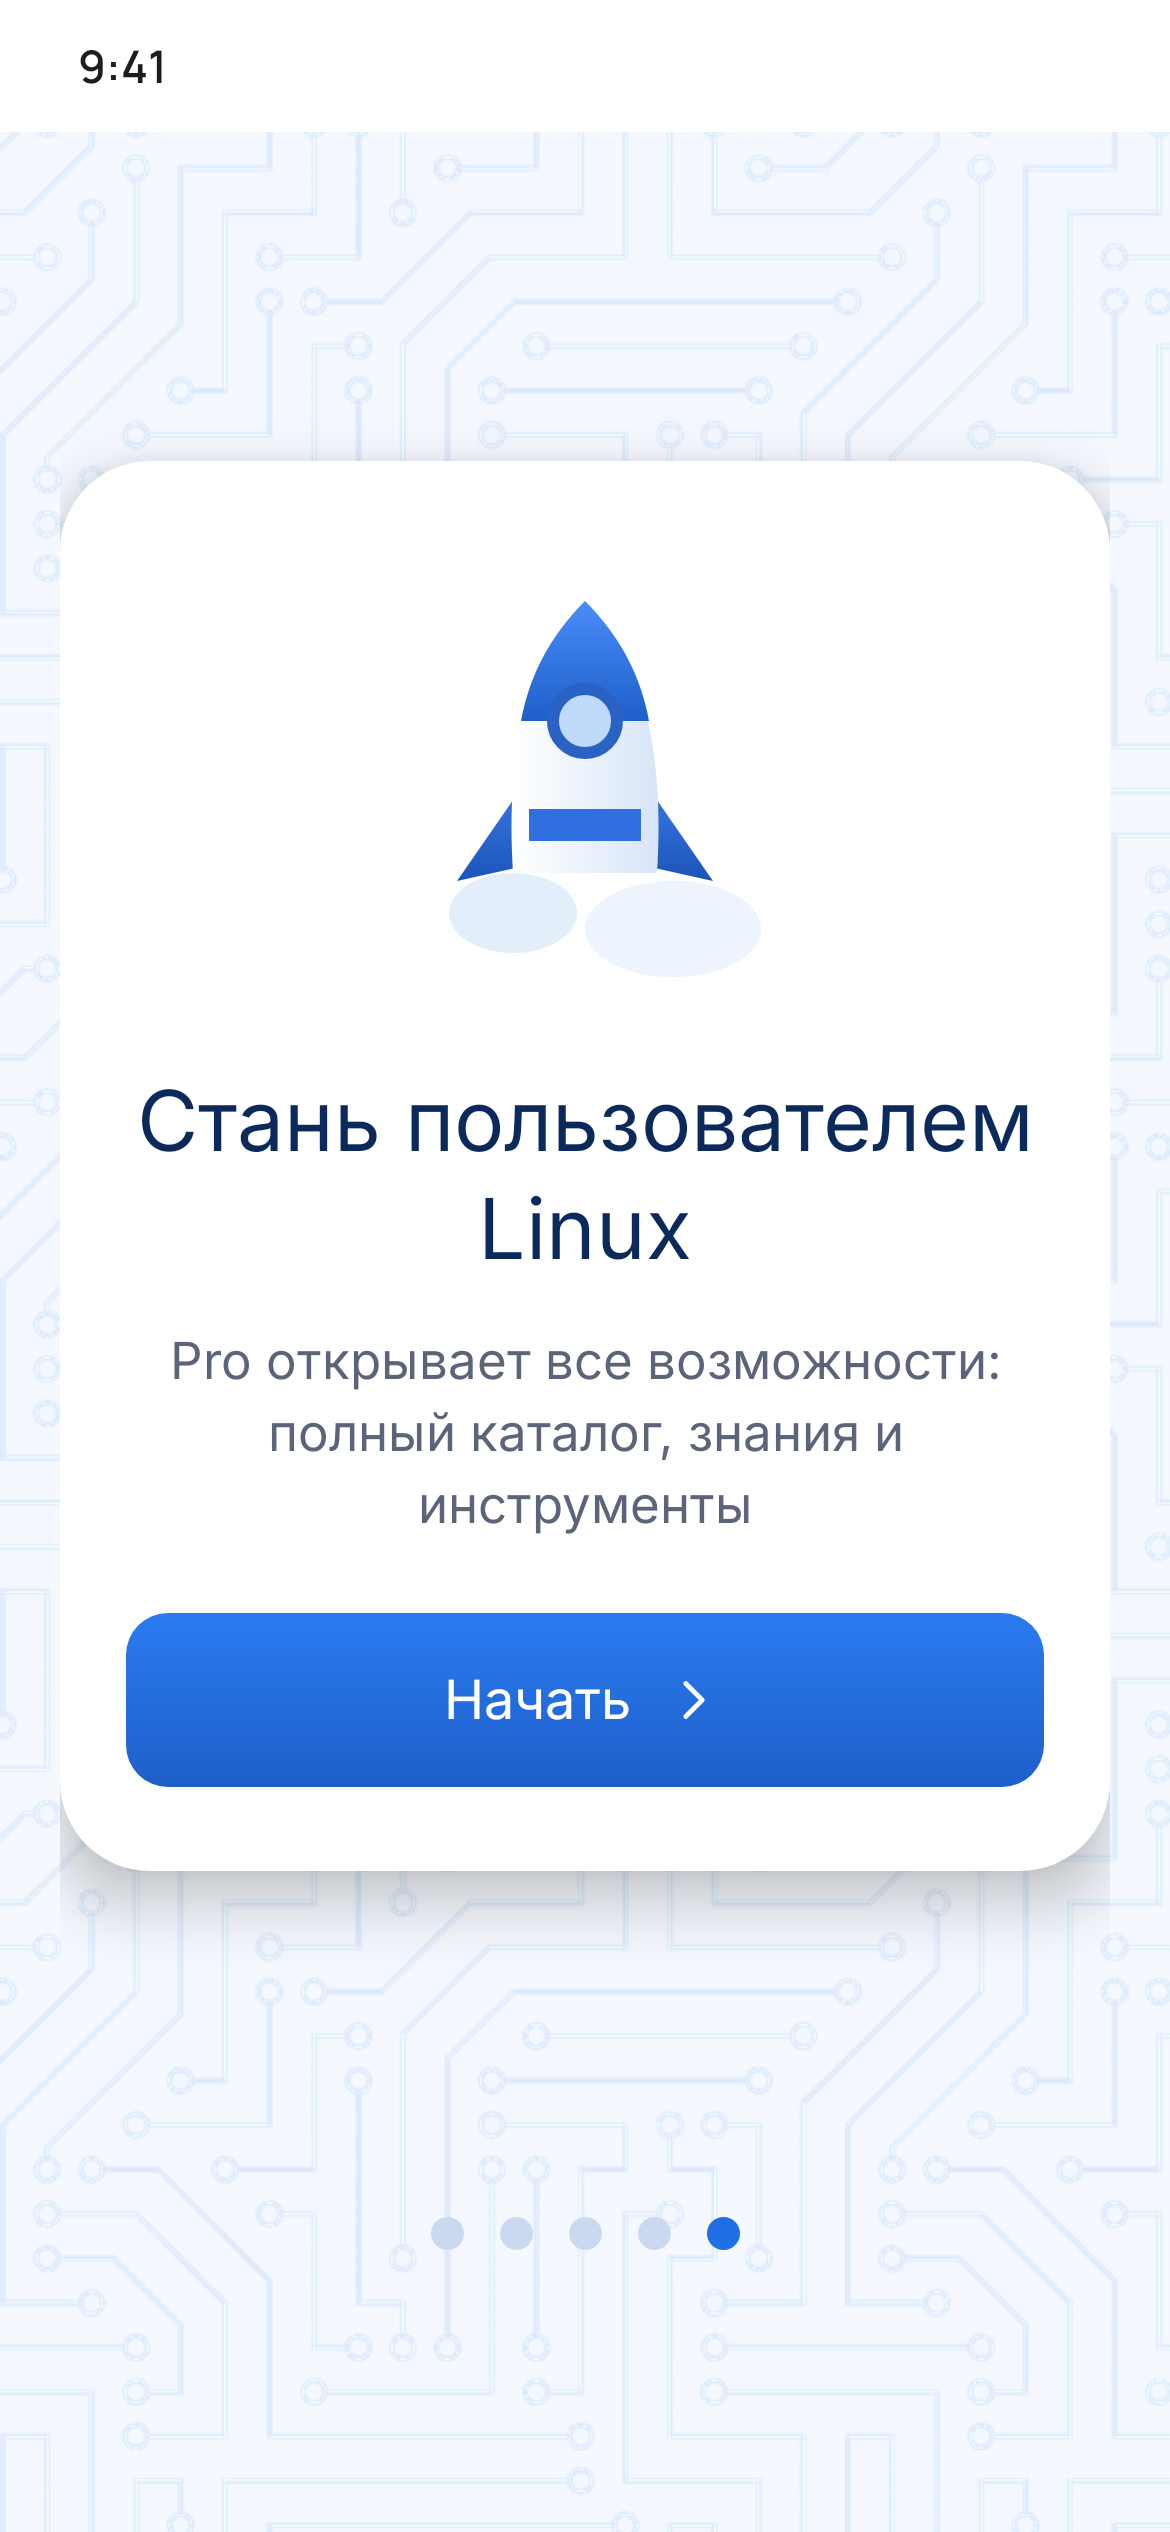 9:41
Стань пользователем
Linux
Pro открывает все возможности:
полный каталог, знания и
инструменты
Начать